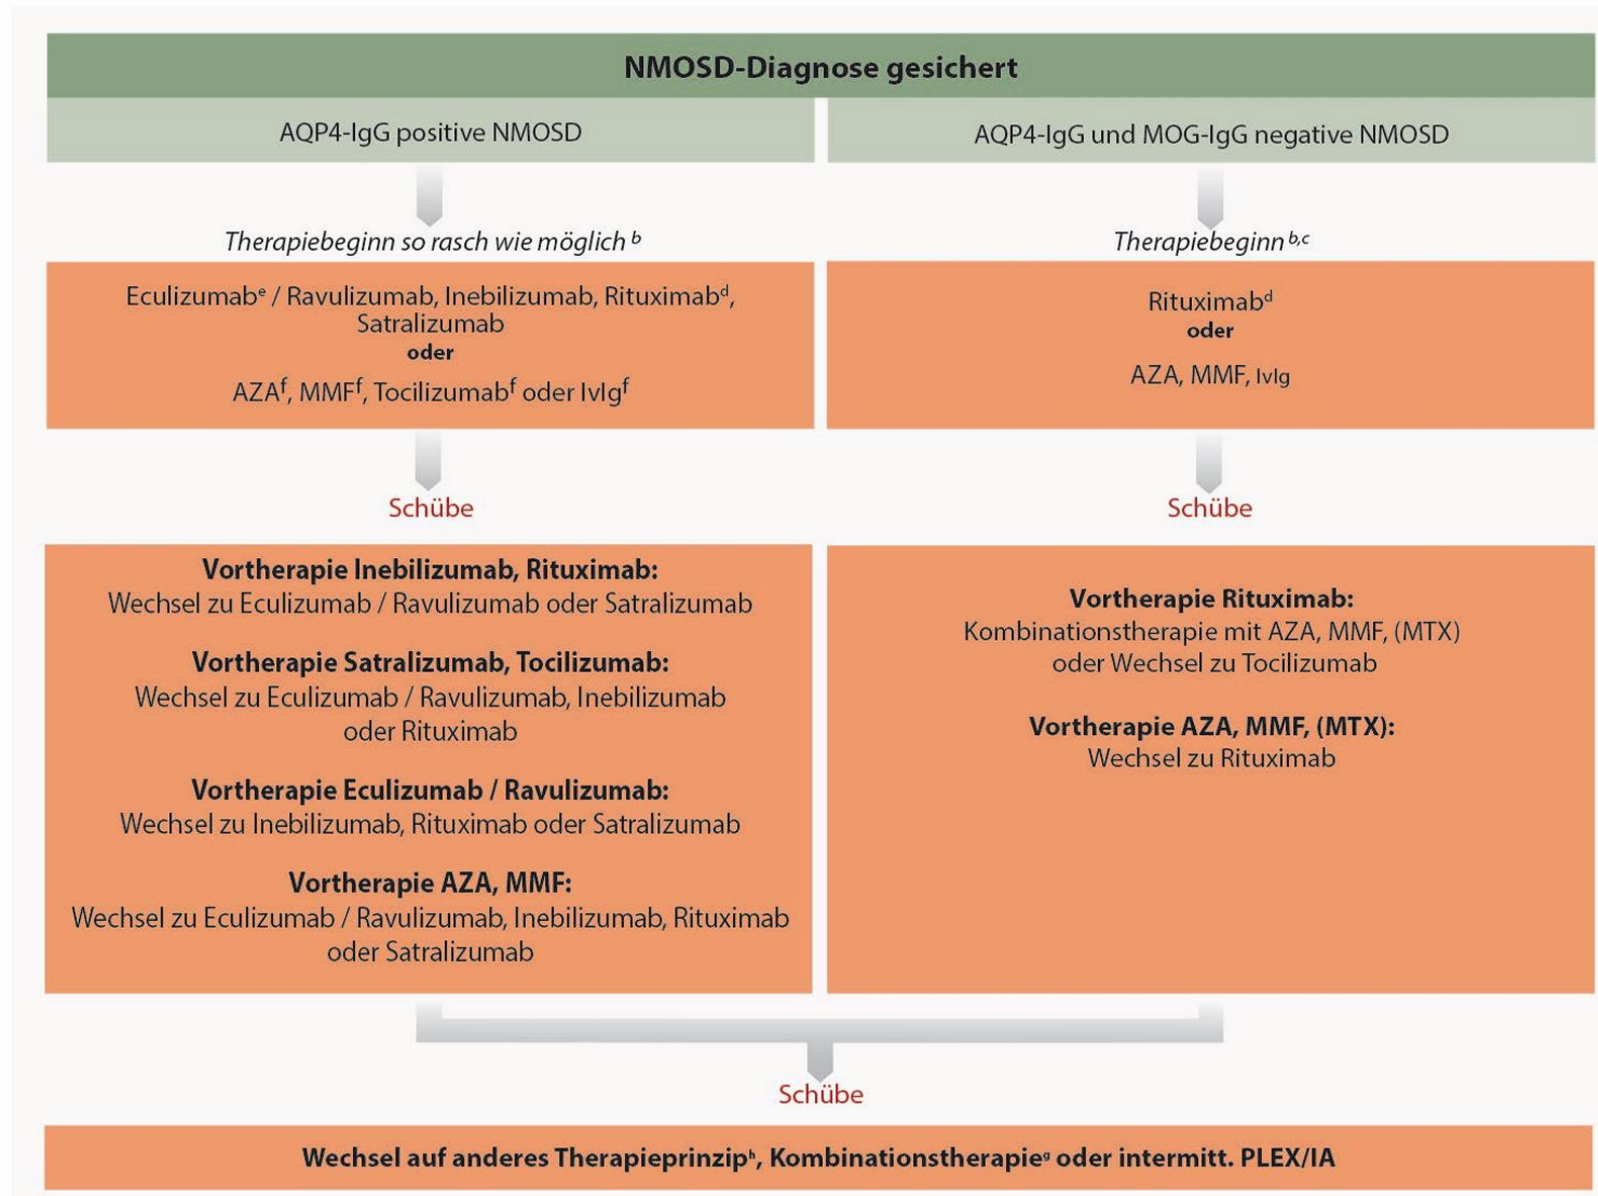 NMOSD-Diagnose gesichert
AQP4-IgG positive NMOSD
Therapiebeginn so rasch wie möglich b
Eculizumabe / Ravulizumab, Inebilizumab, Rituximabd,
Satralizumab
oder
AZAf, MMFf, Tocilizumabf oder IvIgf
Schübe
Vortherapie Inebilizumab, Rituximab:
Wechsel zu Eculizumab / Ravulizumab oder Satralizumab
Vortherapie Satralizumab, Tocilizumab:
Wechsel zu Eculizumab / Ravulizumab, Inebilizumab
oder Rituximab
Vortherapie Eculizumab / Ravulizumab:
Wechsel zu Inebilizumab, Rituximab oder Satralizumab
Vortherapie AZA, MMF:
Wechsel zu Eculizumab / Ravulizumab, Inebilizumab, Rituximab
oder Satralizumab
AQP4-IgG und MOG-IgG negative NMOSD
Therapiebeginn b,c
Rituximabd
oder
AZA, MMF, IvIg
Schübe
Vortherapie Rituximab:
Kombinationstherapie mit AZA, MMF, (MTX)
oder Wechsel zu Tocilizumab
Vortherapie AZA, MMF, (MTX):
Wechsel zu Rituximab
Schübe
Wechsel auf anderes Therapieprinziph, Kombinationstherapieg oder intermitt. PLEX/IA